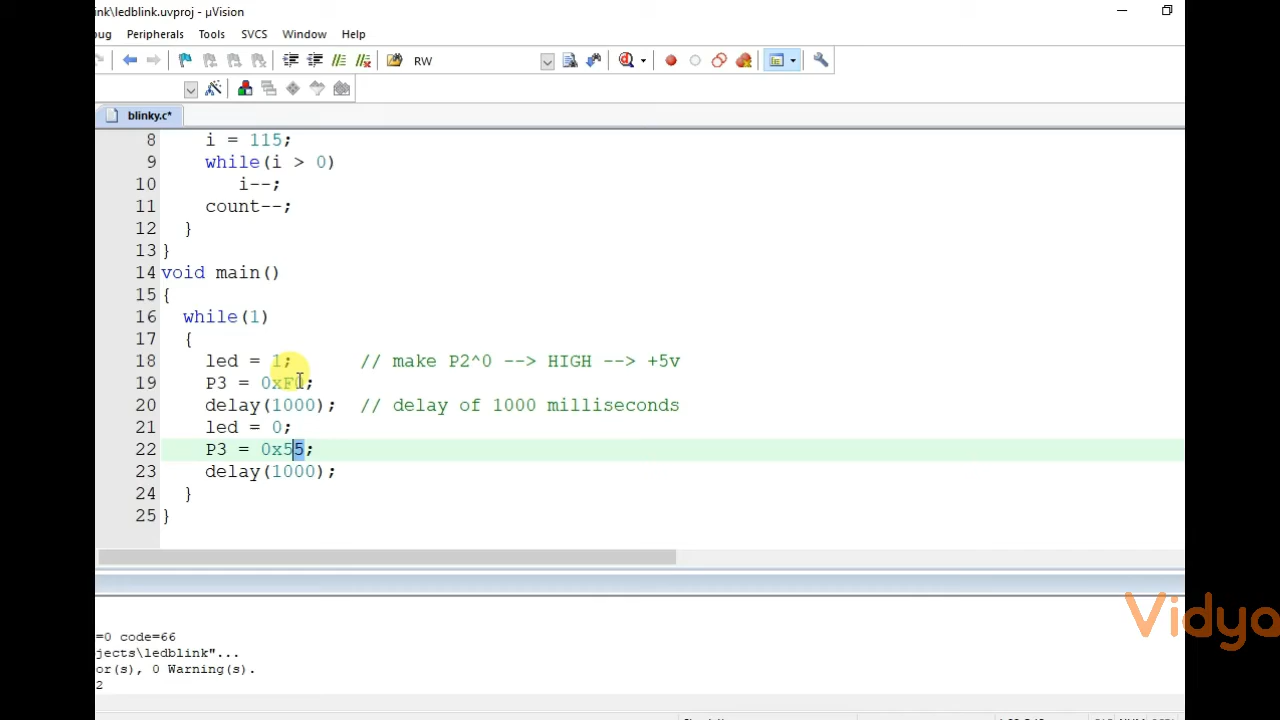 ink\ledblink.uvproj - µVision
ug Peripherals Tools SVCS Window Help
RW
blinky.c*
8 i = 115;
9 while(i > 0)
10 i--;
11 count--;
12 }
13 }
14 void main()
15 {
16 while(1)
17 {
18 led = 1; // make P2^0 --> HIGH --> +5v
19 P3 = 0xF0;
20 delay(1000); // delay of 1000 milliseconds
21 led = 0;
22 P3 = 0x55;
23 delay(1000);
24 }
25 }
=0 code=66
jects\ledblink"...
or(s), 0 Warning(s).
2
Vidya